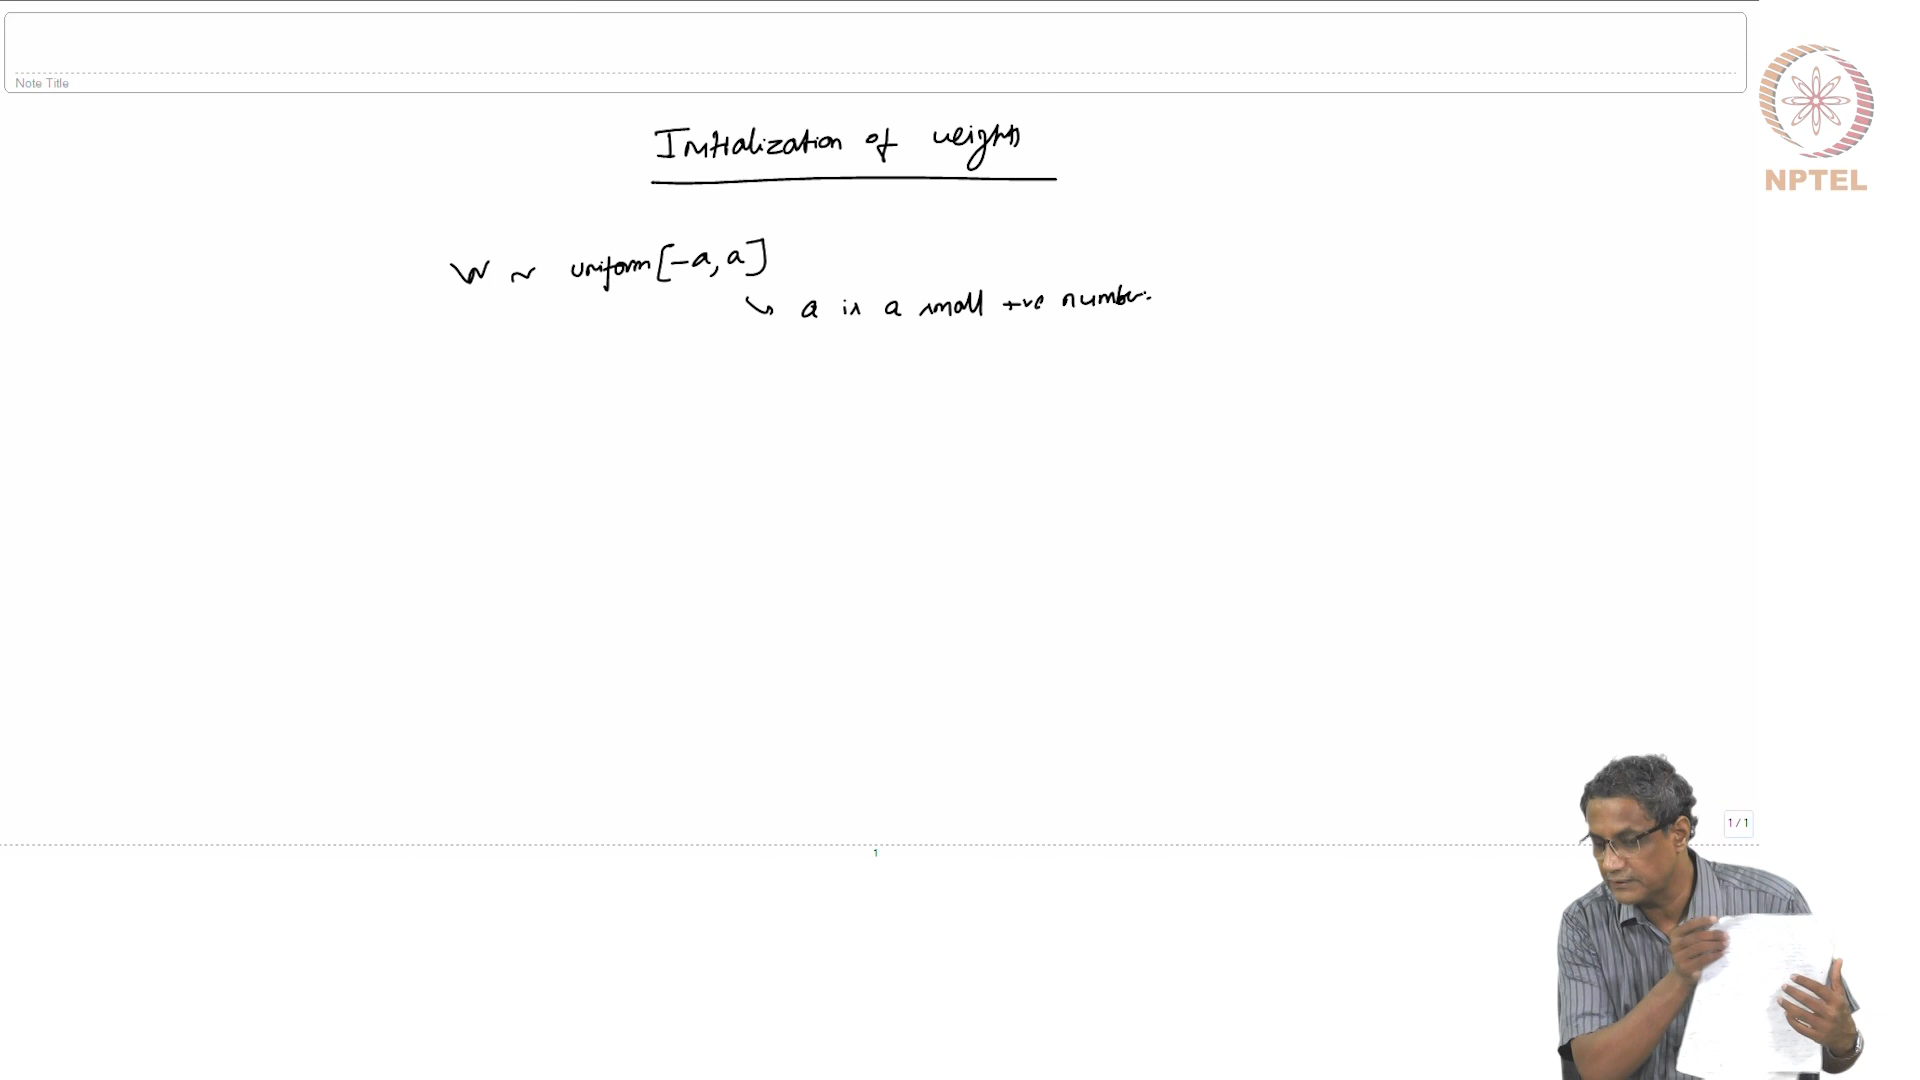 Note Title
NPTEL
Initialization of weights
W ~ uniform [-a, a]
↳ a is a small +ve number.
1 / 1
1